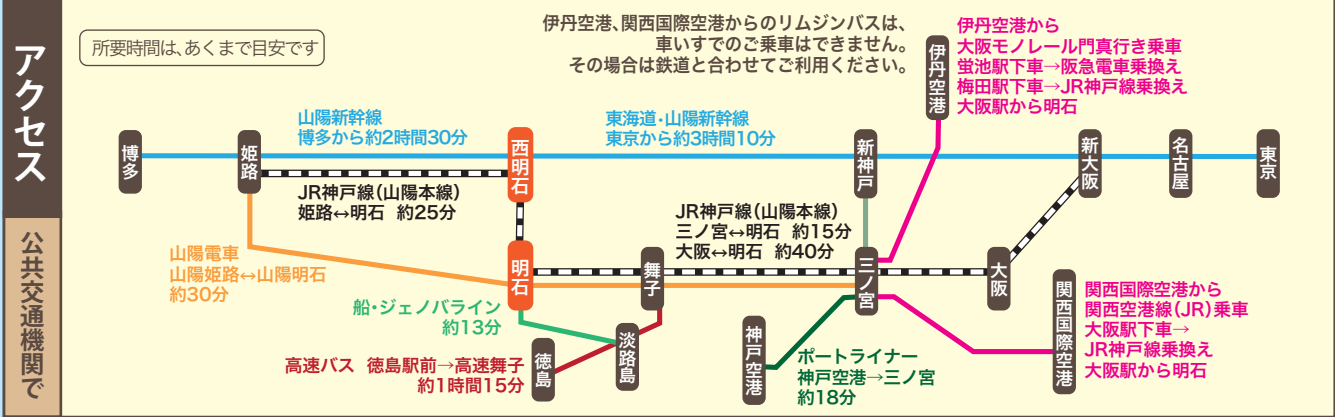 アクセス
公共交通機関で
所要時間は、あくまで目安です
伊丹空港、関西国際空港からのリムジンバスは、
車いすでのご乗車はできません。
その場合は鉄道と合わせてご利用ください。
伊丹空港
伊丹空港から
大阪モノレール門真行き乗車
蛍池駅下車→阪急電車乗換え
梅田駅下車→JR神戸線乗換え
大阪駅から明石
山陽新幹線
博多から約2時間30分
東海道・山陽新幹線
東京から約3時間10分
博多
姫路
西明石
新神戸
新大阪
名古屋
東京
JR神戸線（山陽本線）
姫路↔明石 約25分
JR神戸線（山陽本線）
三ノ宮↔明石 約15分
大阪↔明石 約40分
山陽電車
山陽姫路↔山陽明石
約30分
明石
舞子
三ノ宮
大阪
船・ジェノバライン
約13分
淡路島
高速バス 徳島駅前→高速舞子
約1時間15分
徳島
神戸空港
ポートライナー
神戸空港→三ノ宮
約18分
関西国際空港
関西国際空港から
関西空港線（JR）乗車
大阪駅下車→
JR神戸線乗換え
大阪駅から明石